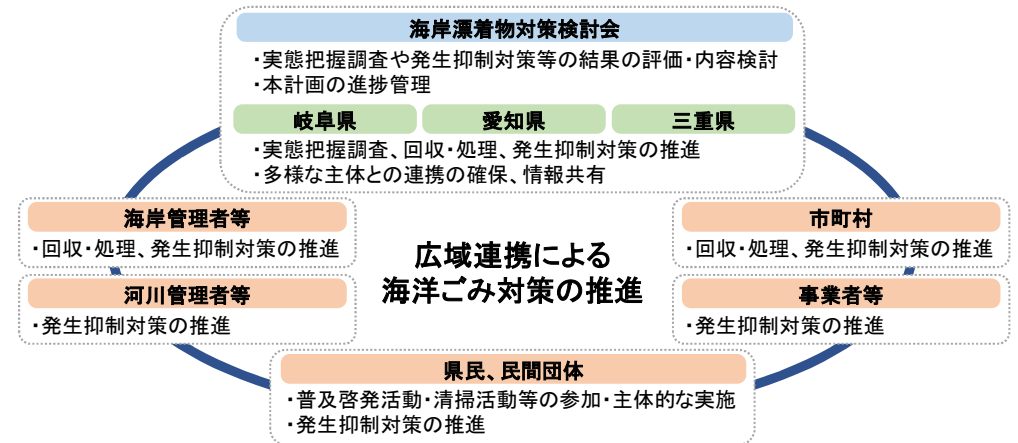 海岸漂着物対策検討会
・実態把握調査や発生抑制対策等の結果の評価・内容検討
・本計画の進捗管理
岐阜県
愛知県
三重県
・実態把握調査、回収・処理、発生抑制対策の推進
・多様な主体との連携の確保、情報共有
海岸管理者等
・回収・処理、発生抑制対策の推進
市町村
・回収・処理、発生抑制対策の推進
広域連携による
海洋ごみ対策の推進
河川管理者等
・発生抑制対策の推進
事業者等
・発生抑制対策の推進
県民、民間団体
・普及啓発活動・清掃活動等の参加・主体的な実施
・発生抑制対策の推進